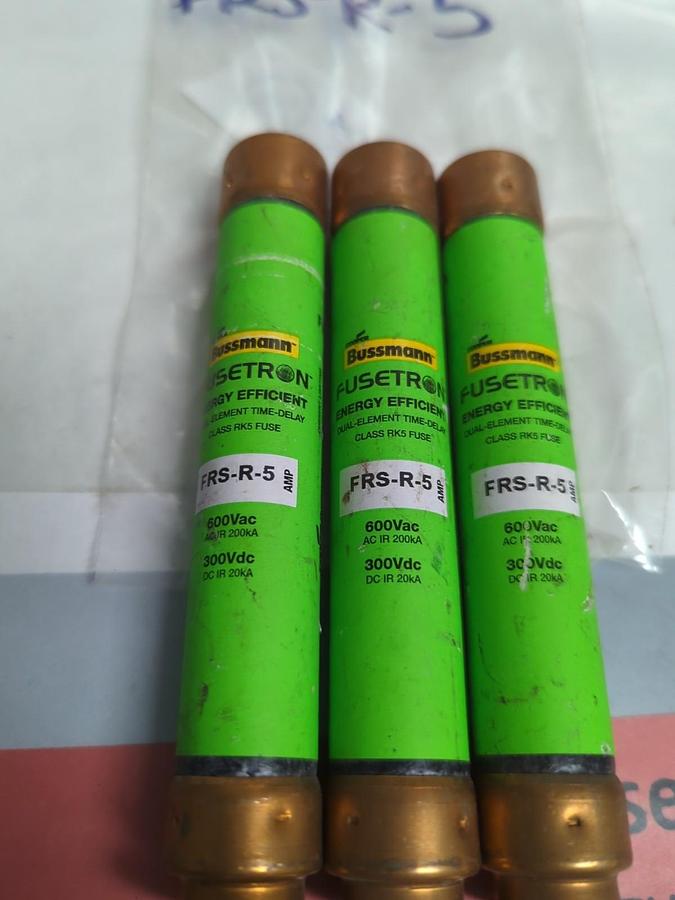 FRS-R-5
Bussmann
FUSETRON
ENERGY EFFICIENT
DUAL-ELEMENT TIME-DELAY
CLASS RK5 FUSE
FRS-R-5 AMP
600Vac
AC IR 200kA
300Vdc
DC IR 20kA
COOPER
Bussmann
FUSETRON
ENERGY EFFICIENT
DUAL-ELEMENT TIME-DELAY
CLASS RK5 FUSE
FRS-R-5 AMP
600Vac
AC IR 200kA
300Vdc
DC IR 20kA
Bussmann
FUSETRON
ENERGY EFFICIENT
DUAL-ELEMENT TIME-DELAY
CLASS RK5 FUSE
FRS-R-5 AMP
600Vac
AC IR 200kA
300Vdc
DC IR 20kA
se